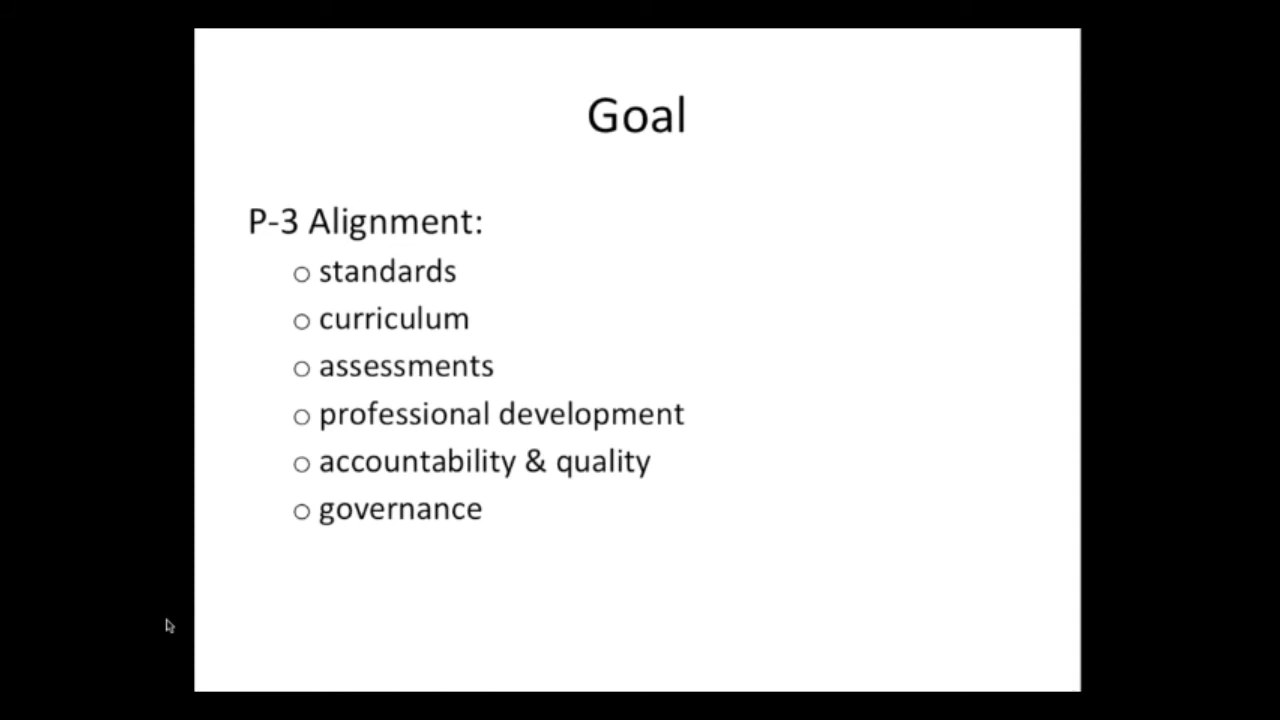 Goal
P-3 Alignment:
o standards
o curriculum
o assessments
o professional development
o accountability & quality
o governance